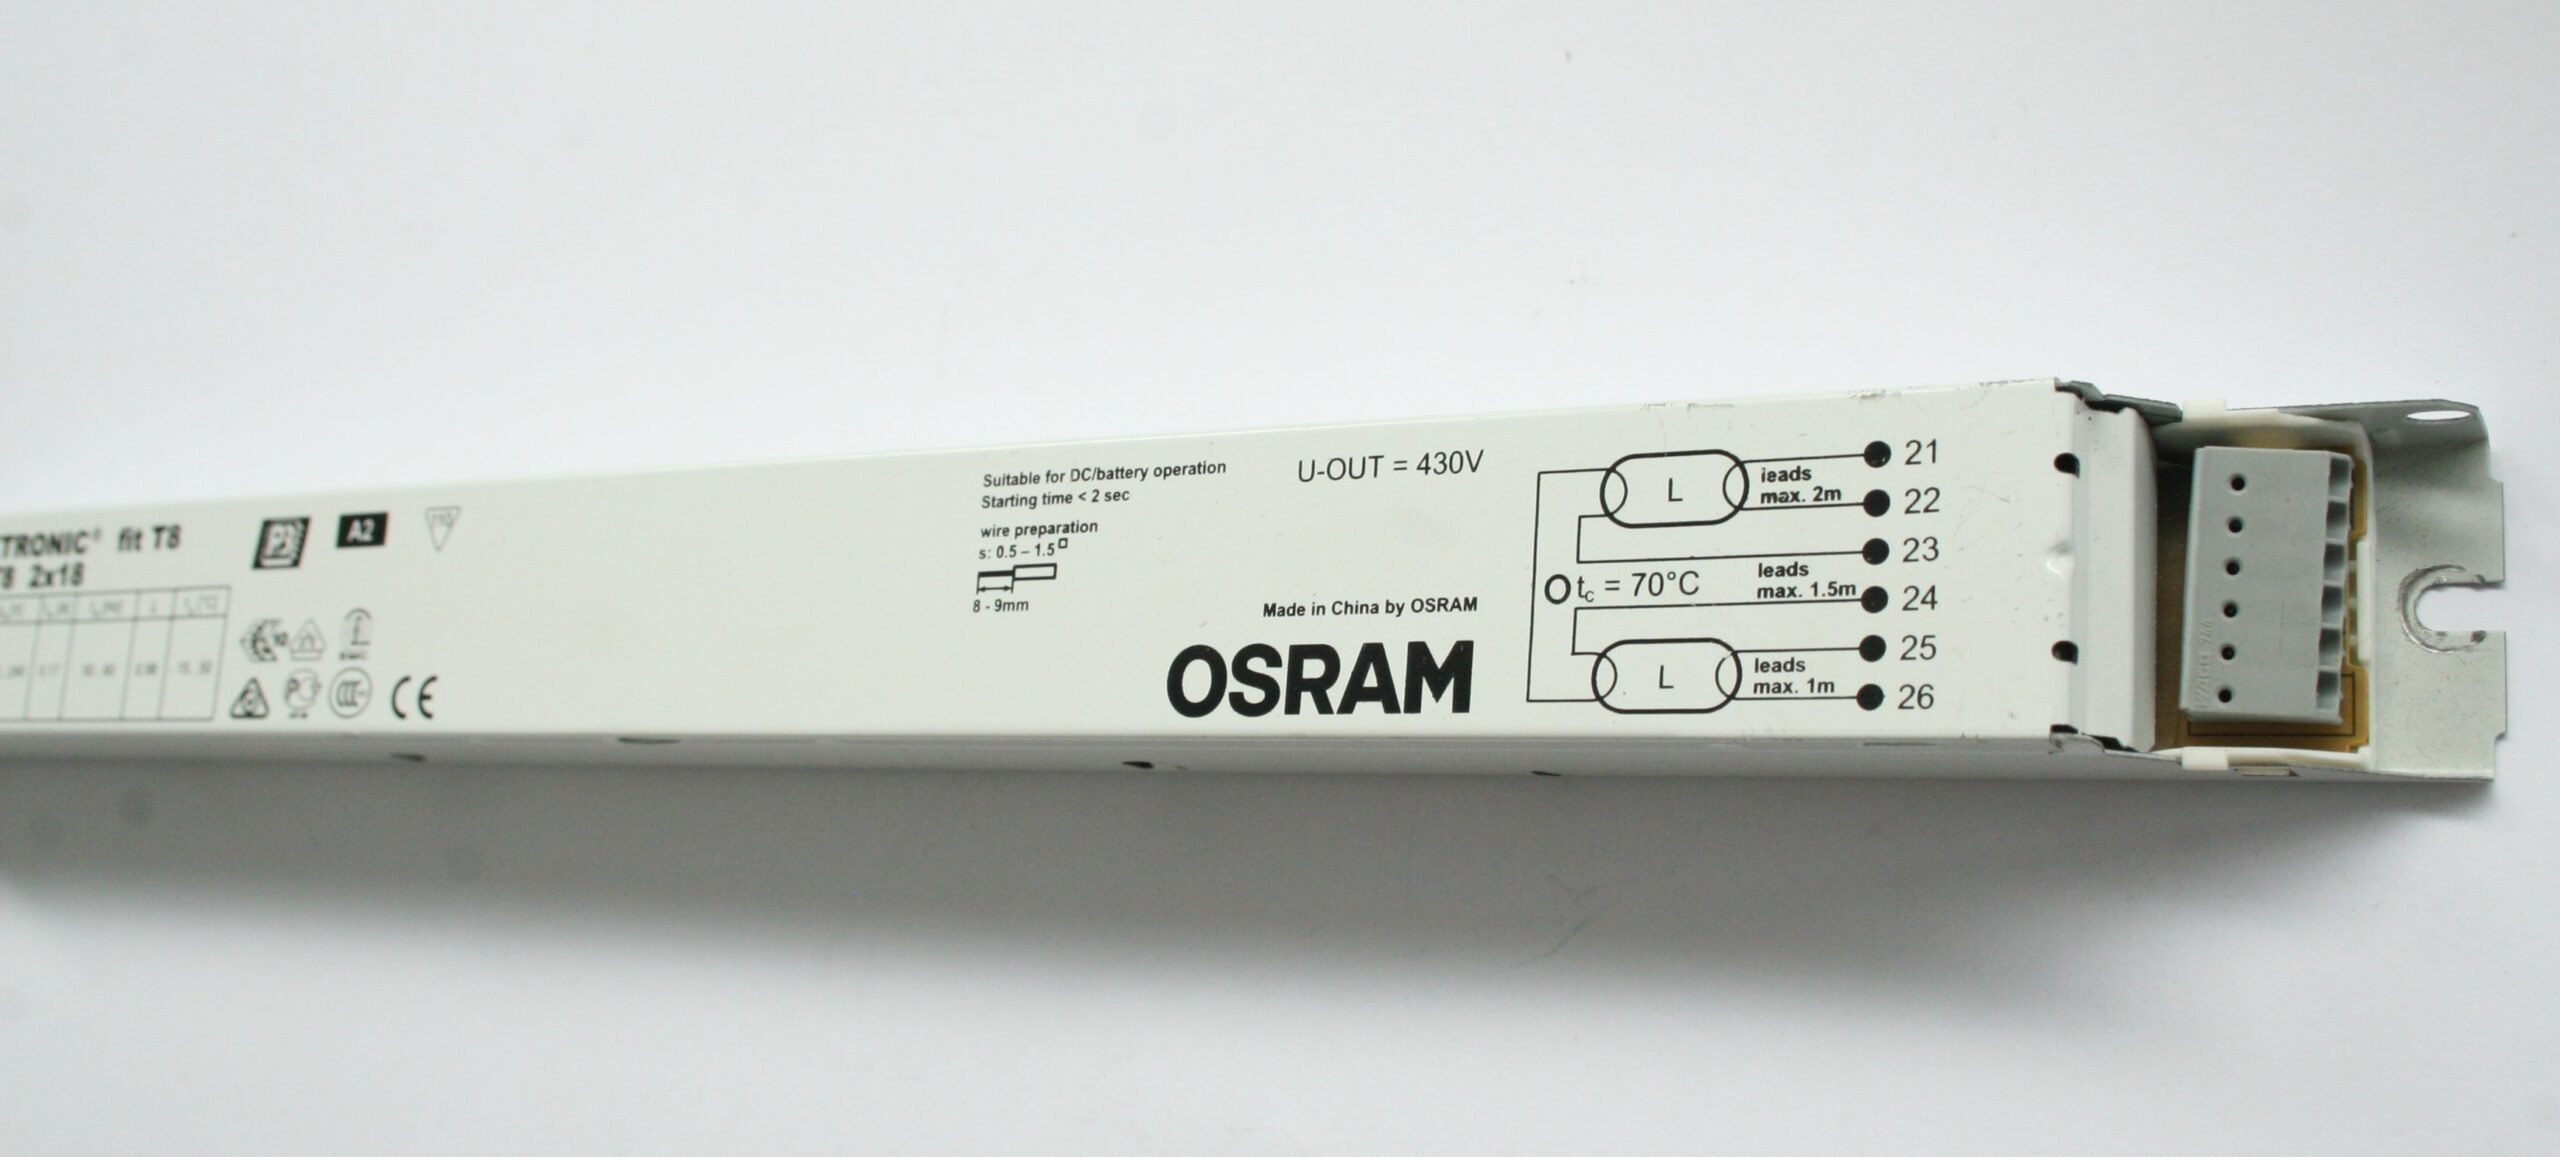 TRONIC® fit T8
T8 2x18
A2
CE
Suitable for DC/battery operation
Starting time < 2 sec
wire preparation
s: 0.5 – 1.5□
8 - 9mm
U-OUT = 430V
Made in China by OSRAM
OSRAM
L
L
tc = 70°C
leads
max. 2m
leads
max. 1.5m
leads
max. 1m
21
22
23
24
25
26